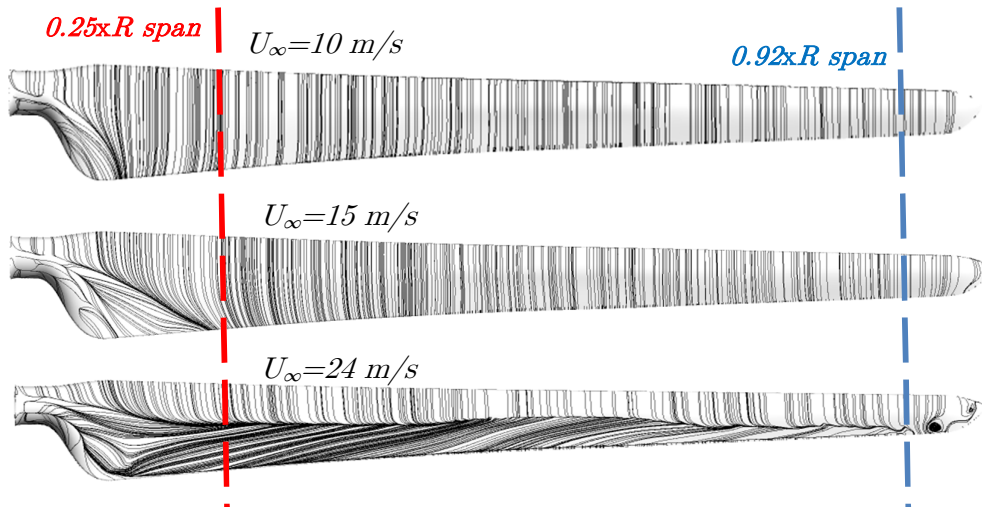 0.25xR span
U∞=10 m/s
0.92xR span
U∞=15 m/s
U∞=24 m/s